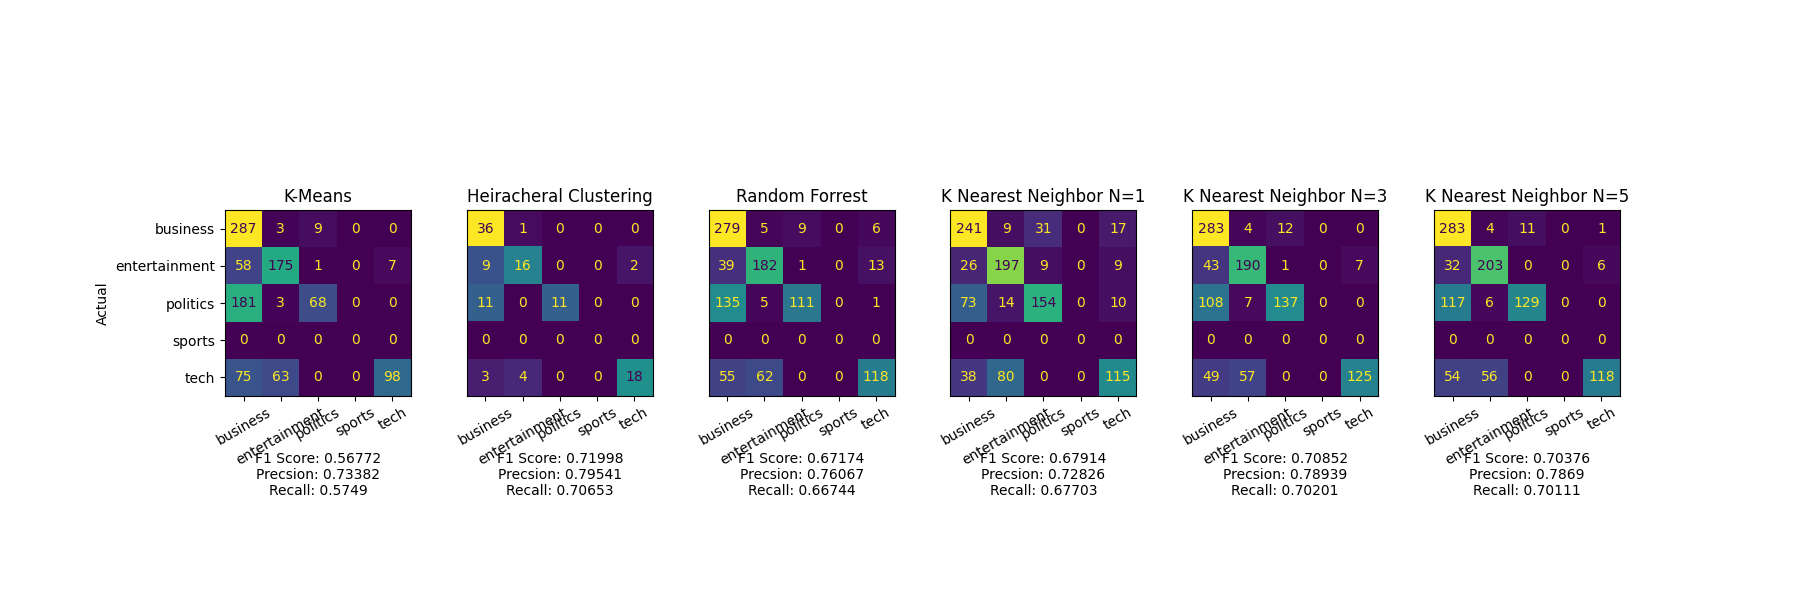 K-Means Heiracheral Clustering Random Forrest K Nearest Neighbor N=1 K Nearest Neighbor N=3 K Nearest Neighbor N=5
Actual
business 287 3 9 0 0 36 1 0 0 0 279 5 9 0 6 241 9 31 0 17 283 4 12 0 0 283 4 11 0 1
entertainment 58 175 1 0 7 9 16 0 0 2 39 182 1 0 13 26 197 9 0 9 43 190 1 0 7 32 203 0 0 6
politics 181 3 68 0 0 11 0 11 0 0 135 5 111 0 1 73 14 154 0 10 108 7 137 0 0 117 6 129 0 0
sports 0 0 0 0 0 0 0 0 0 0 0 0 0 0 0 0 0 0 0 0 0 0 0 0 0 0 0 0 0 0
tech 75 63 0 0 98 3 4 0 0 18 55 62 0 0 118 38 80 0 0 115 49 57 0 0 125 54 56 0 0 118
business entertainment politics sports tech business entertainment politics sports tech business entertainment politics sports tech business entertainment politics sports tech business entertainment politics sports tech business entertainment politics sports tech
F1 Score: 0.56772 F1 Score: 0.71998 F1 Score: 0.67174 F1 Score: 0.67914 F1 Score: 0.70852 F1 Score: 0.70376
Precsion: 0.73382 Precsion: 0.79541 Precsion: 0.76067 Precsion: 0.72826 Precsion: 0.78939 Precsion: 0.7869
Recall: 0.5749 Recall: 0.70653 Recall: 0.66744 Recall: 0.67703 Recall: 0.70201 Recall: 0.70111